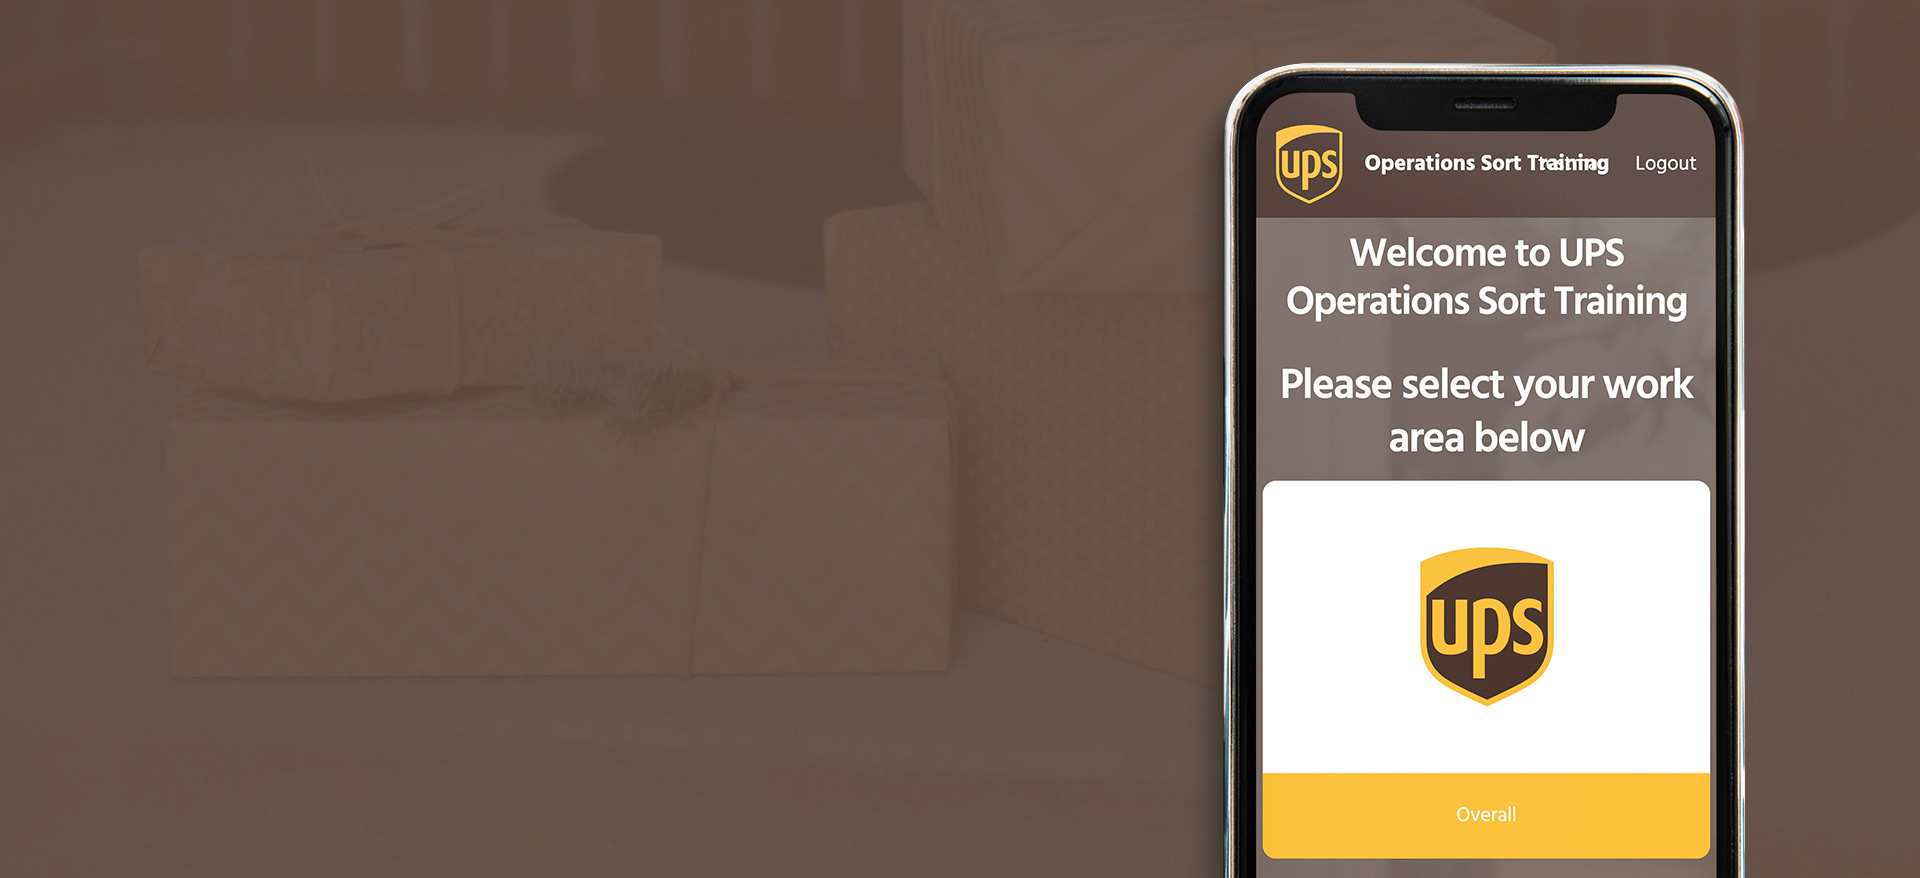 ups
Operations Sort Training
Logout
Welcome to UPS
Operations Sort Training
Please select your work
area below
ups
Overall